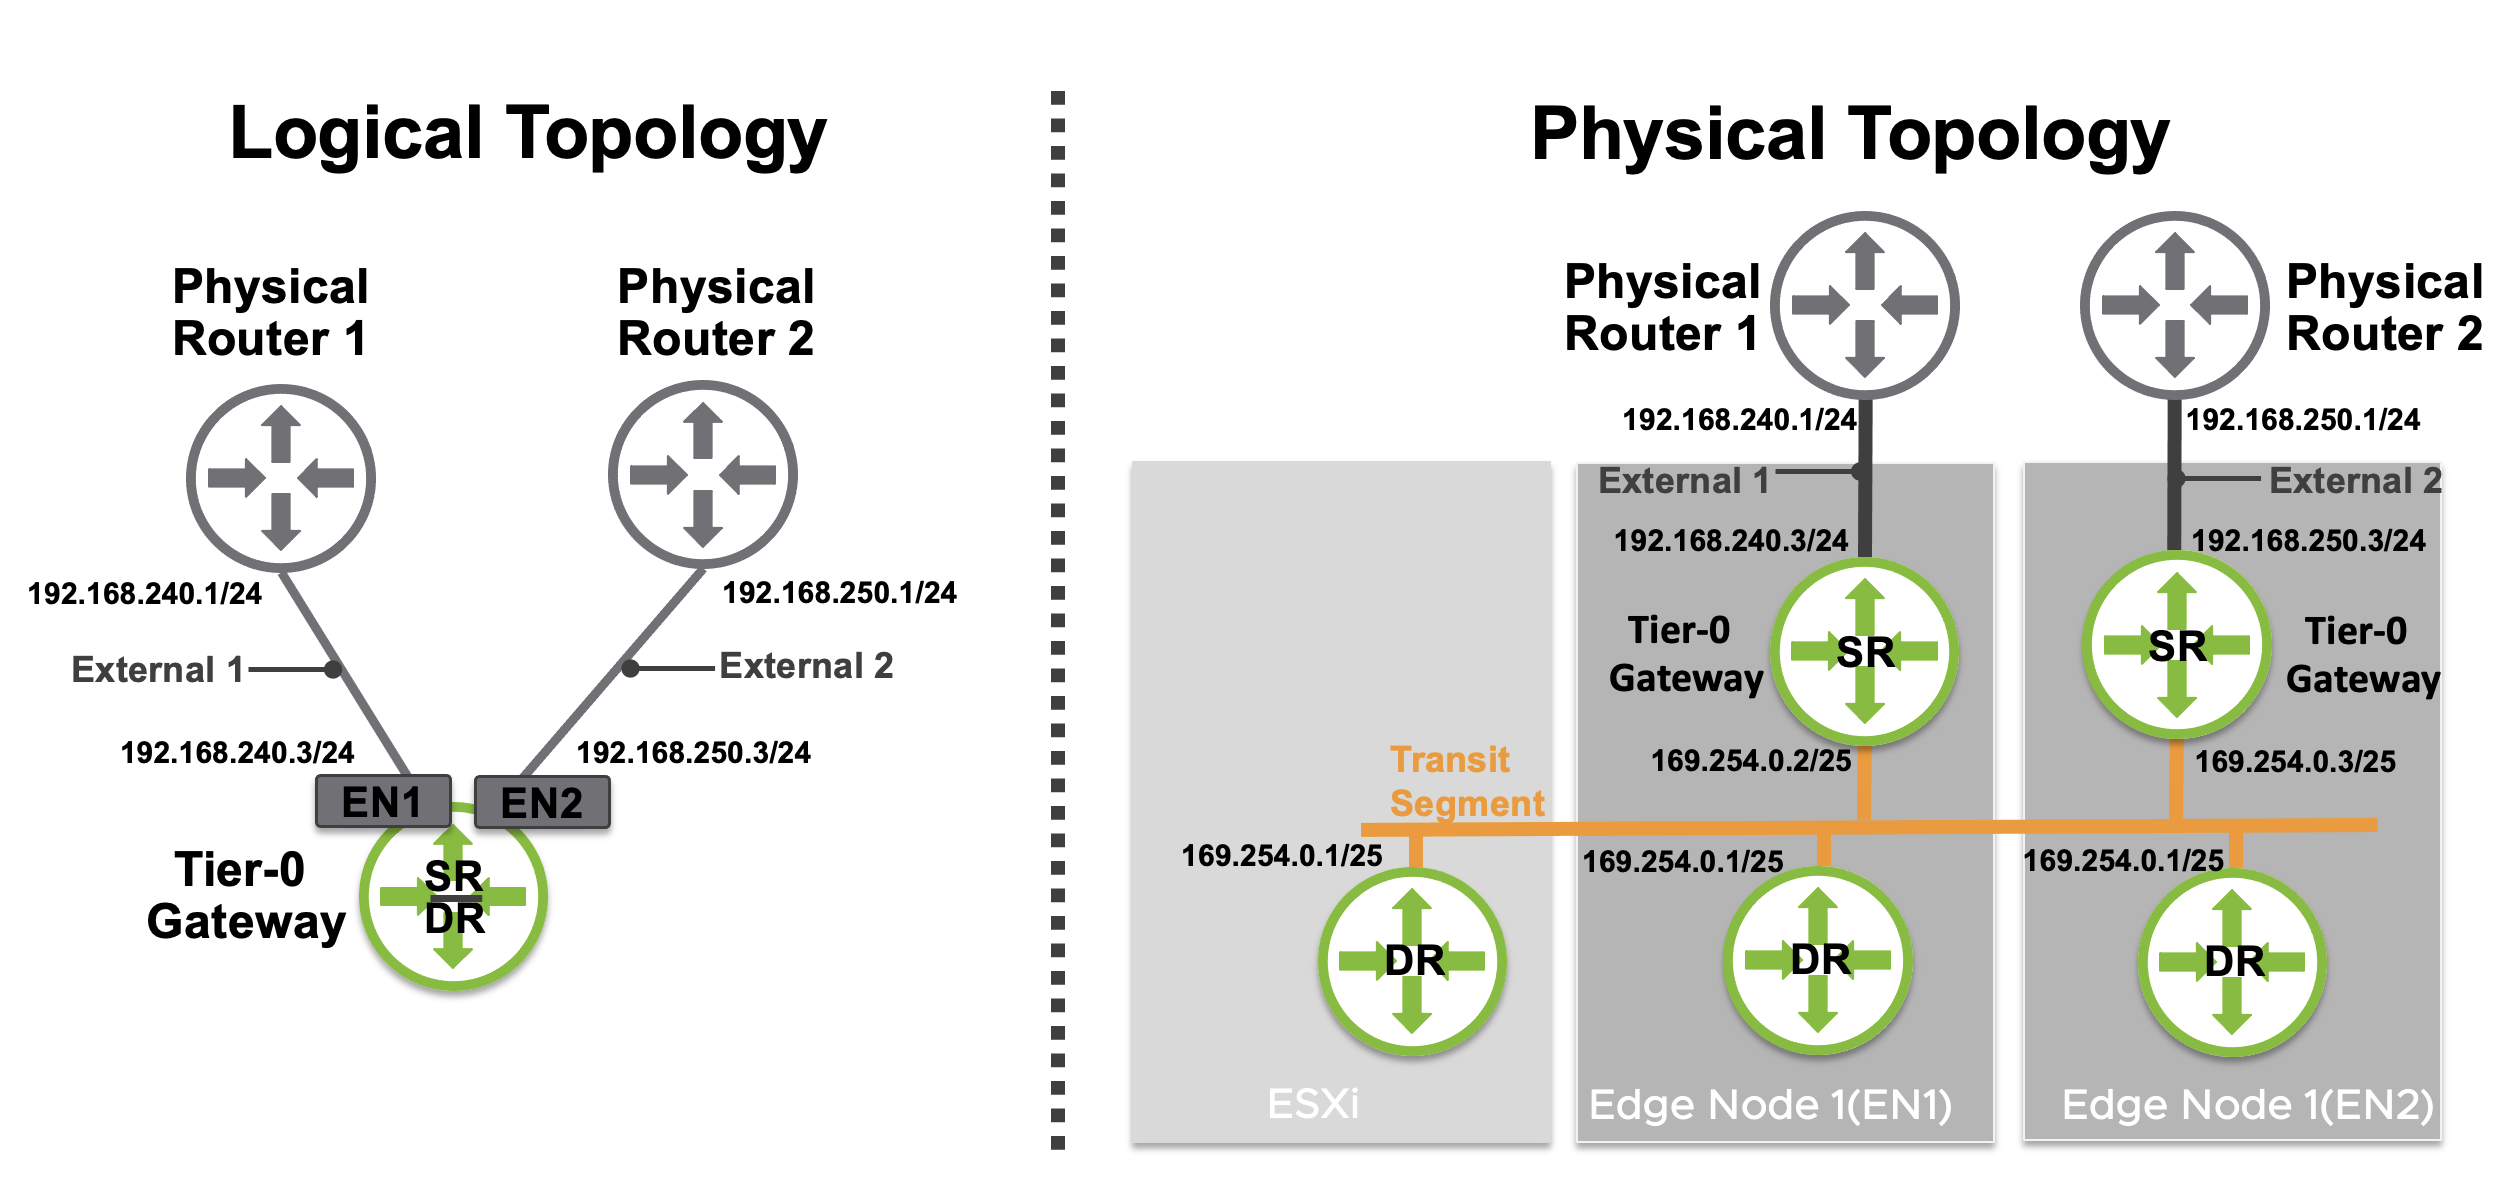 Logical Topology
Physical
Router 1
Physical
Router 2
192.168.240.1/24
192.168.250.1/24
External 1
External 2
192.168.240.3/24
192.168.250.3/24
EN1
EN2
Tier-0
Gateway
SR
DR
Physical Topology
Physical
Router 1
Physical
Router 2
192.168.240.1/24
192.168.250.1/24
External 1
External 2
192.168.240.3/24
192.168.250.3/24
Tier-0
Gateway
SR
SR
Tier-0
Gateway
Transit
Segment
169.254.0.2/25
169.254.0.3/25
169.254.0.1/25
169.254.0.1/25
169.254.0.1/25
DR
DR
DR
ESXi
Edge Node 1(EN1)
Edge Node 1(EN2)